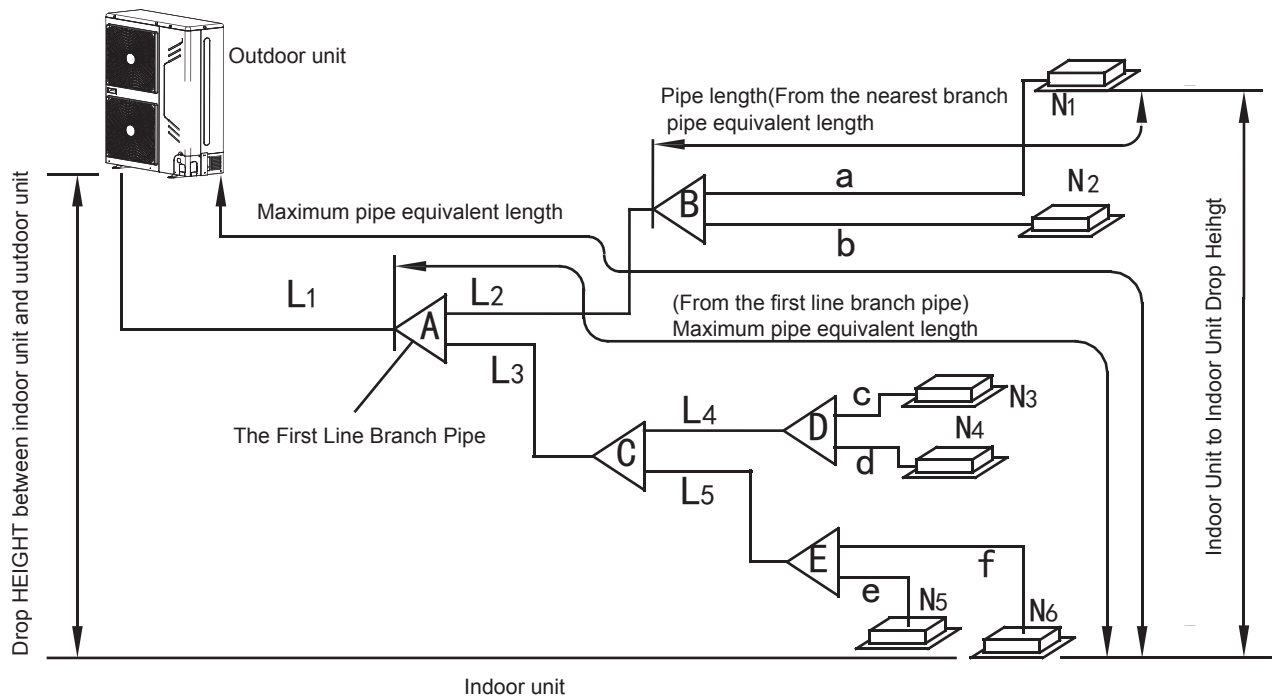 Outdoor unit
Pipe length(From the nearest branch
pipe equivalent length
N1
a
N2
B
b
Maximum pipe equivalent length
L1
L2
A
(From the first line branch pipe)
Maximum pipe equivalent length
L3
The First Line Branch Pipe
c
N3
L4
D
N4
C
d
L5
E
f
e
N5
N6
Drop HEIGHT between indoor unit and uutdoor unit
Indoor Unit to Indoor Unit Drop Heihgt
Indoor unit